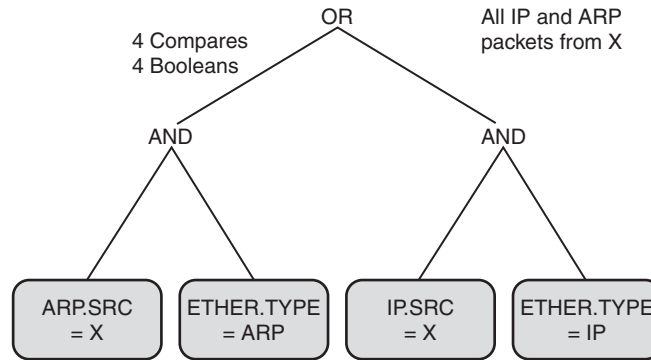 OR
4 Compares
4 Booleans
All IP and ARP
packets from X
AND
AND
ARP.SRC
= X
ETHER.TYPE
= ARP
IP.SRC
= X
ETHER.TYPE
= IP